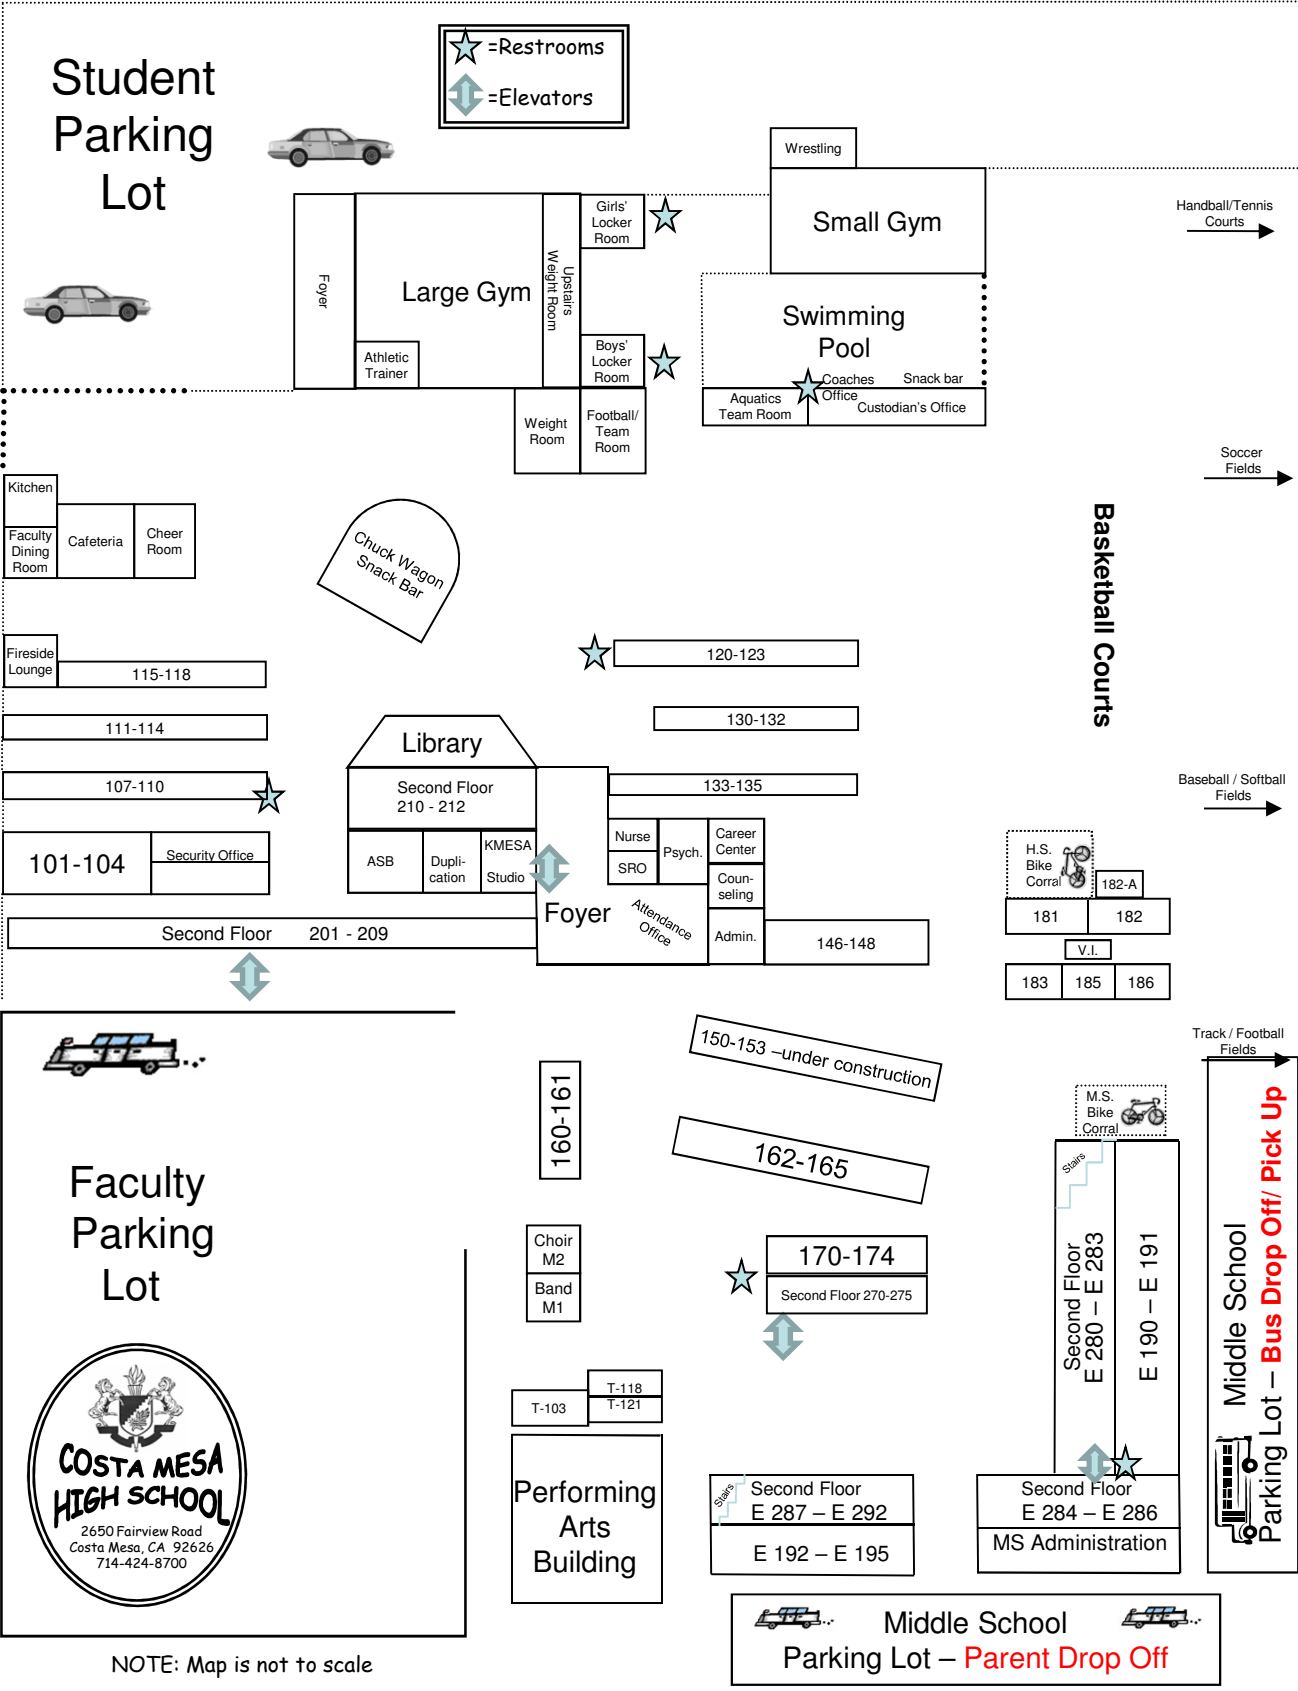 =Restrooms
=Elevators
Student
Parking
Lot
Wrestling
Small Gym
Handball/Tennis
Courts
Girls'
Locker
Room
Foyer
Large Gym
Upstairs
Weight Room
Swimming
Pool
Boys'
Locker
Room
Athletic
Trainer
Coaches
Office
Snack bar
Aquatics
Team Room
Custodian's Office
Weight
Room
Football/
Team
Room
Soccer
Fields
Kitchen
Faculty
Dining
Room
Cafeteria
Cheer
Room
Chuck Wagon
Snack Bar
Basketball Courts
Fireside
Lounge
115-118
120-123
111-114
130-132
Library
107-110
Second Floor
210 - 212
133-135
Baseball / Softball
Fields
101-104
Security Office
ASB
Dupli-
cation
KMESA
Studio
Nurse
SRO
Psych.
Career
Center
Coun-
seling
H.S.
Bike
Corral
182-A
181
182
Foyer
Attendance
Office
Admin.
146-148
Second Floor 201 - 209
V.I.
183
185
186
150-153 –under construction
Track / Football
Fields
160-161
162-165
M.S.
Bike
Corral
Stairs
Faculty
Parking
Lot
Choir
M2
Band
M1
170-174
Second Floor 270-275
Second Floor
E 280 – E 283
E 190 – E 191
Middle School
Parking Lot – Bus Drop Off/ Pick Up
T-118
T-121
T-103
COSTA MESA
HIGH SCHOOL
2650 Fairview Road
Costa Mesa, CA 92626
714-424-8700
Performing
Arts
Building
Stairs
Second Floor
E 287 – E 292
E 192 – E 195
Second Floor
E 284 – E 286
MS Administration
Middle School
Parking Lot – Parent Drop Off
NOTE: Map is not to scale